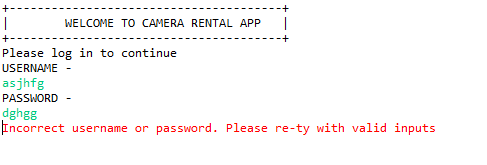 +---------------------------------------+
|        WELCOME TO CAMERA RENTAL APP   |
+---------------------------------------+
Please log in to continue
USERNAME -
asjhfg
PASSWORD -
dghgg
Incorrect username or password. Please re-ty with valid inputs